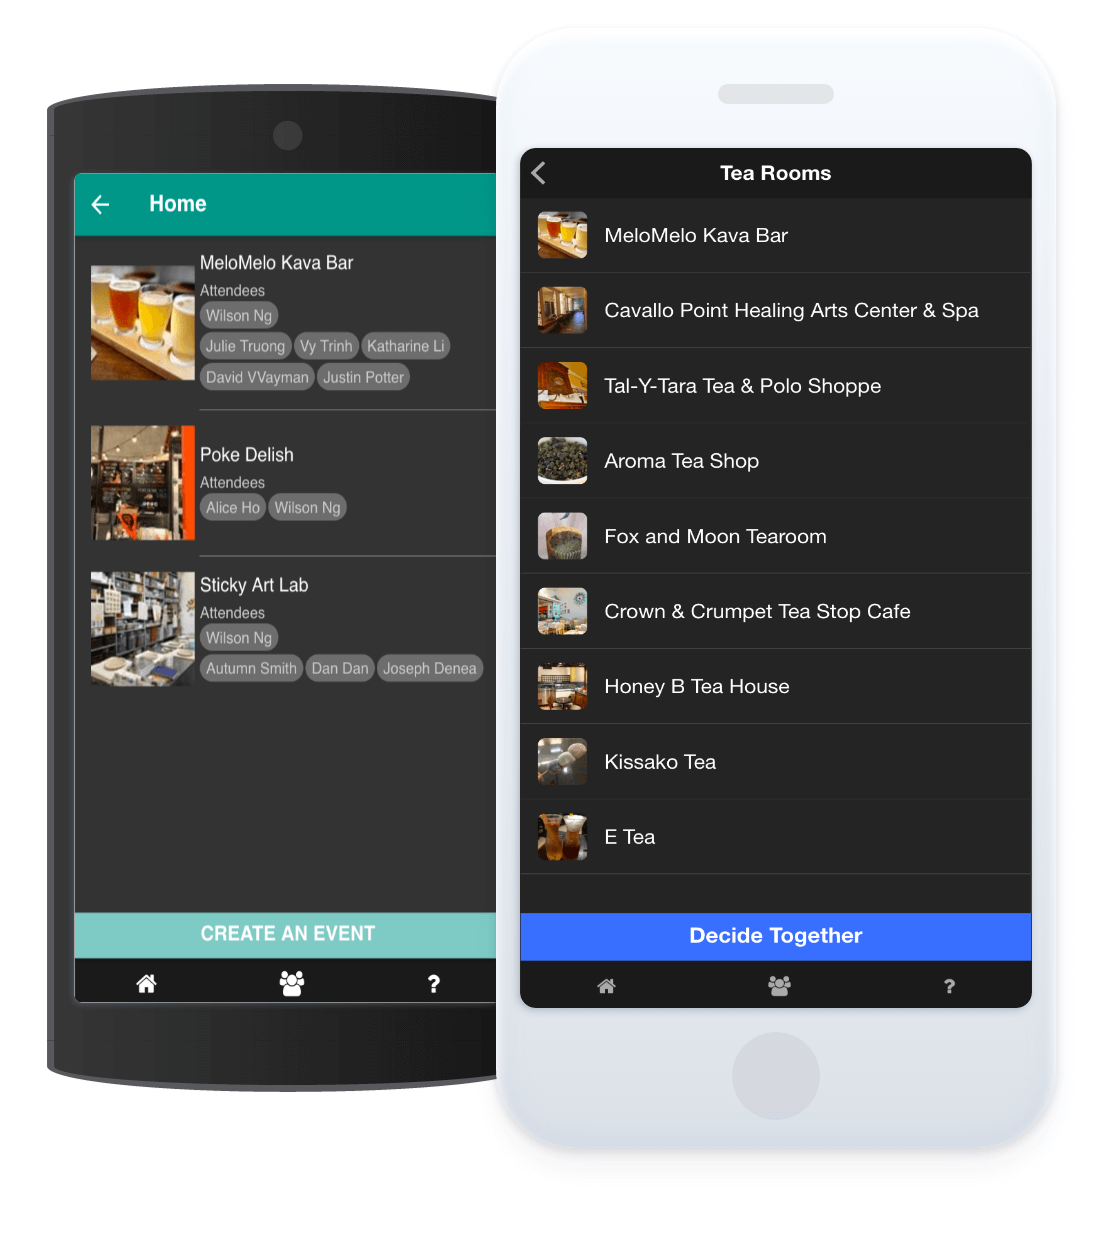 Home
MeloMelo Kava Bar
Attendees
Wilson Ng
Julie Truong Vy Trinh Katharine Li
David VVayman Justin Potter
Poke Delish
Attendees
Alice Ho Wilson Ng
Sticky Art Lab
Attendees
Wilson Ng
Autumn Smith Dan Dan Joseph Denea
CREATE AN EVENT
?
Tea Rooms
MeloMelo Kava Bar
Cavallo Point Healing Arts Center & Spa
Tal-Y-Tara Tea & Polo Shoppe
Aroma Tea Shop
Fox and Moon Tearoom
Crown & Crumpet Tea Stop Cafe
Honey B Tea House
Kissako Tea
E Tea
Decide Together
?